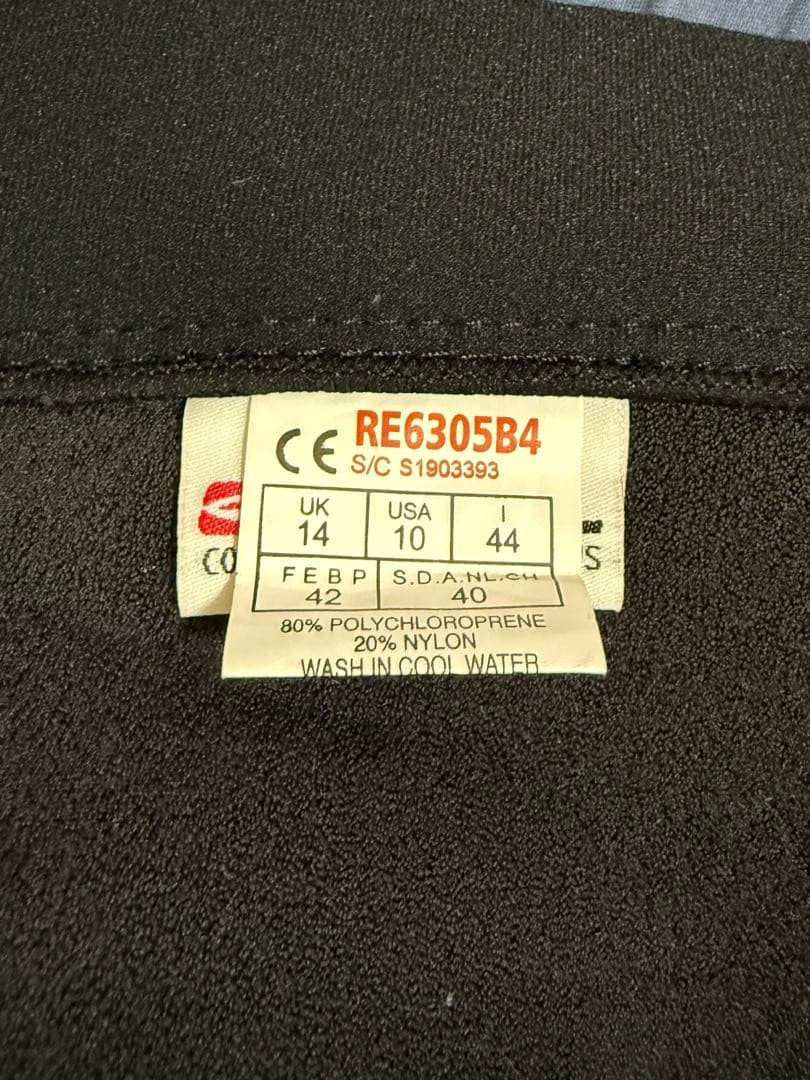 CE RE6305B4
S/C S1903393
UK USA I
14 10 44
F E B P S.D.A.NL.CH
42 40
80% POLYCHLOROPRENE
20% NYLON
WASH IN COOL WATER